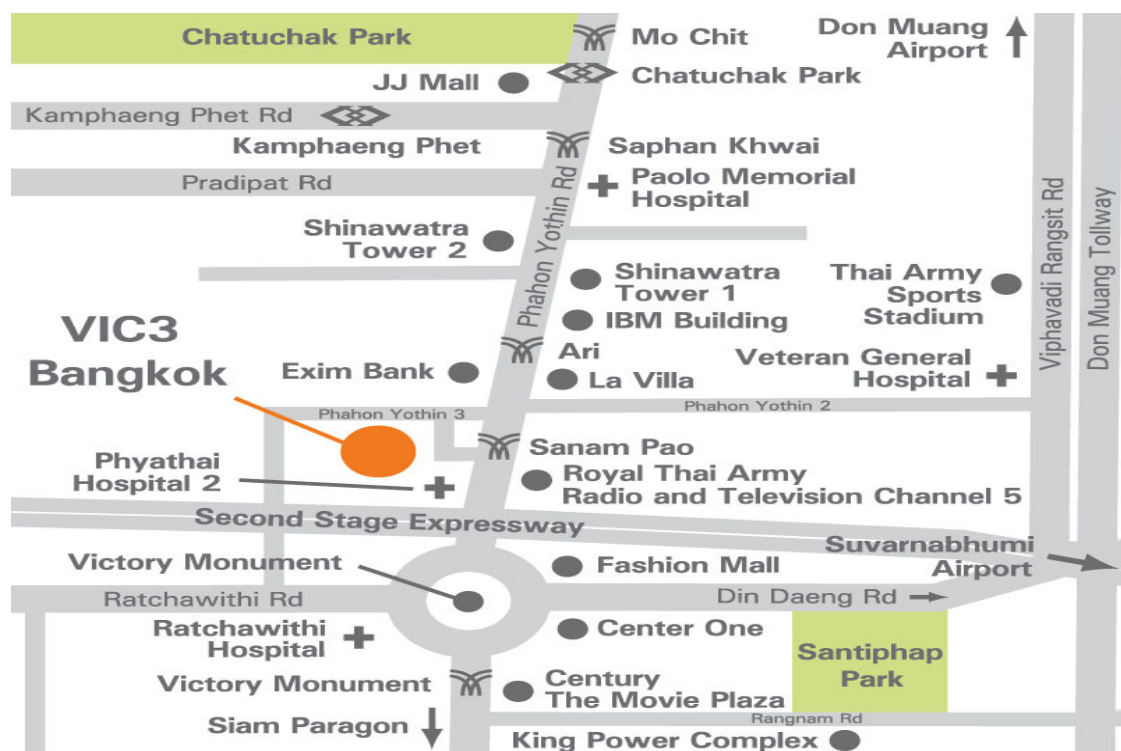 Chatuchak Park
Mo Chit
Don Muang
Airport
JJ Mall
Chatuchak Park
Kamphaeng Phet Rd
Kamphaeng Phet
Saphan Khwai
Pradipat Rd
Paolo Memorial
Hospital
Phahon Yothin Rd
Viphavadi Rangsit Rd
Don Muang Tollway
Shinawatra
Tower 2
Shinawatra
Tower 1
Thai Army
Sports
Stadium
IBM Building
VIC3
Bangkok
Ari
Exim Bank
La Villa
Veteran General
Hospital
Phahon Yothin 3
Phahon Yothin 2
Sanam Pao
Phyathai
Hospital 2
Royal Thai Army
Radio and Television Channel 5
Second Stage Expressway
Suvarnabhumi
Airport
Victory Monument
Fashion Mall
Ratchawithi Rd
Din Daeng Rd
Ratchawithi
Hospital
Center One
Santiphap
Park
Victory Monument
Century
The Movie Plaza
Siam Paragon
Rangnam Rd
King Power Complex